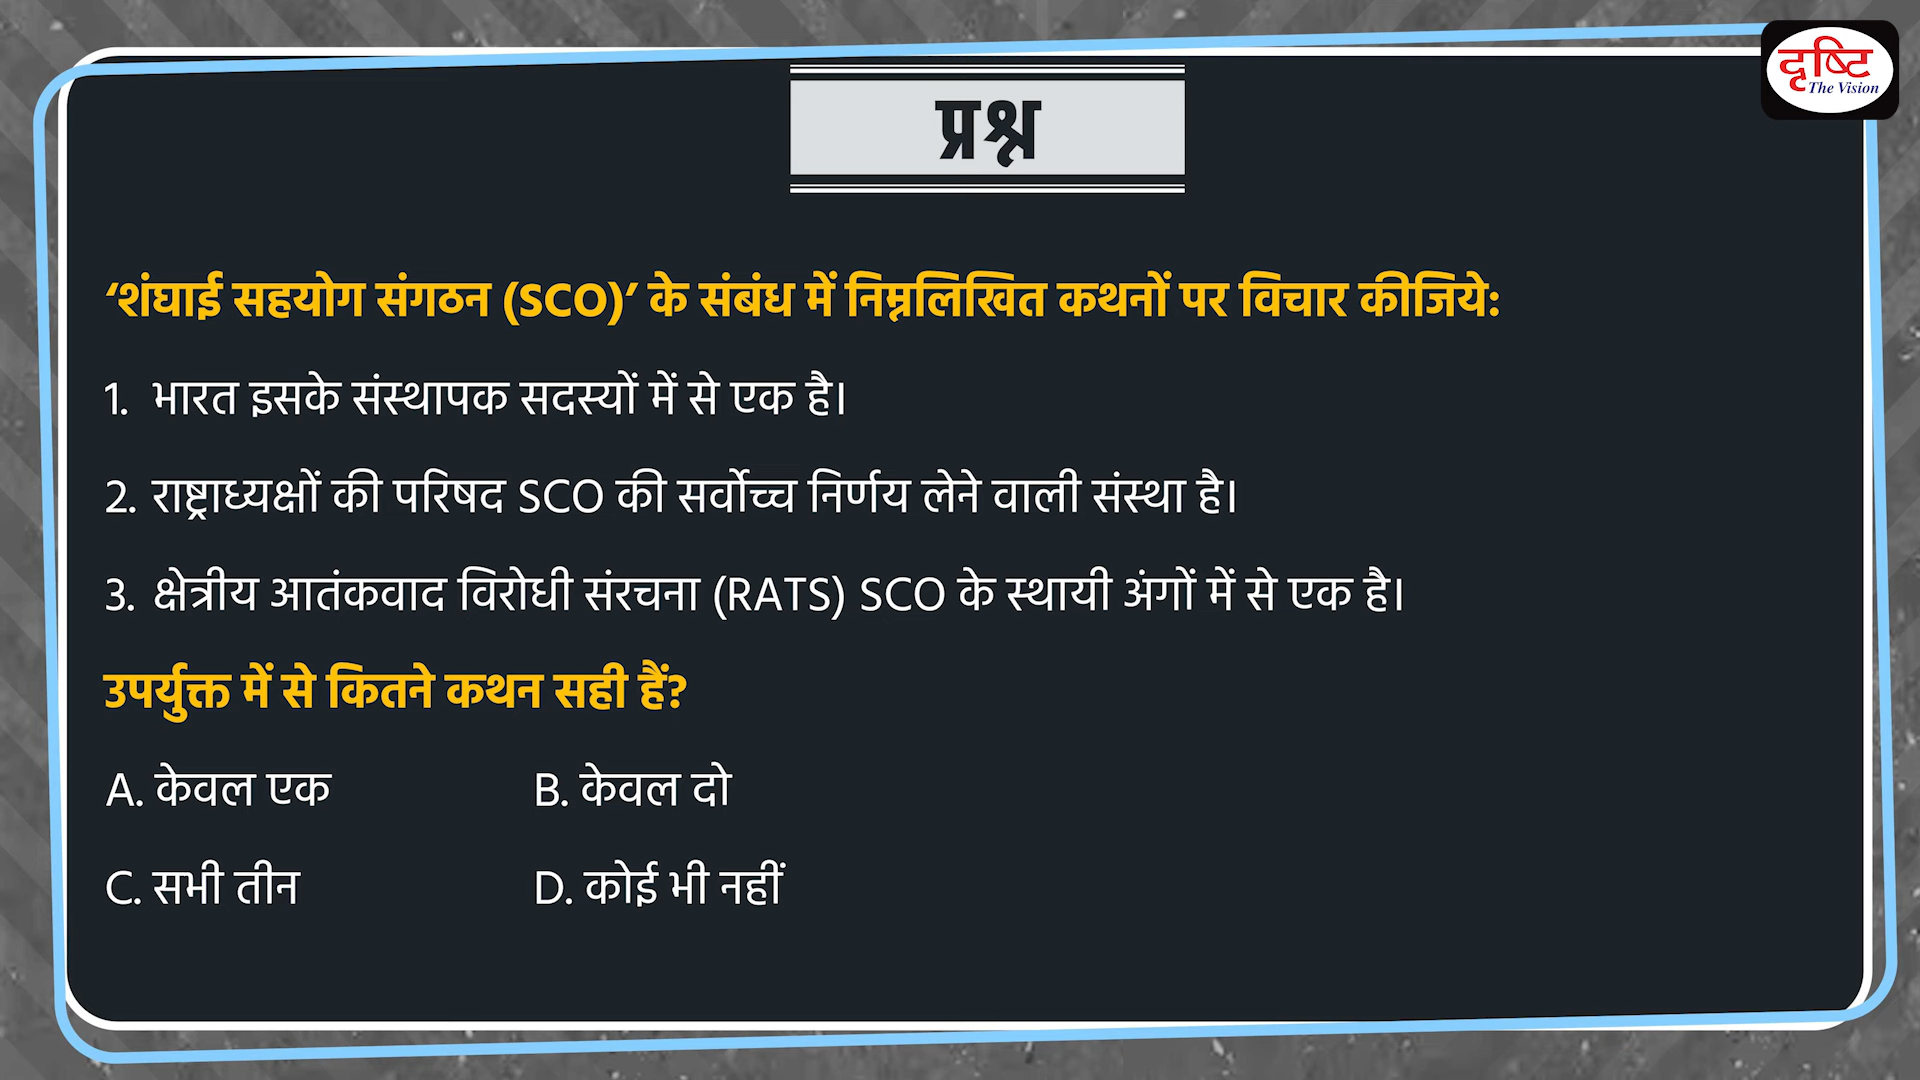 दृष्टि
The Vision
प्रश्न
‘शंघाई सहयोग संगठन (SCO)’ के संबंध में निम्नलिखित कथनों पर विचार कीजिये:
1. भारत इसके संस्थापक सदस्यों में से एक है।
2. राष्ट्राध्यक्षों की परिषद SCO की सर्वोच्च निर्णय लेने वाली संस्था है।
3. क्षेत्रीय आतंकवाद विरोधी संरचना (RATS) SCO के स्थायी अंगों में से एक है।
उपर्युक्त में से कितने कथन सही हैं?
A. केवल एक B. केवल दो
C. सभी तीन D. कोई भी नहीं